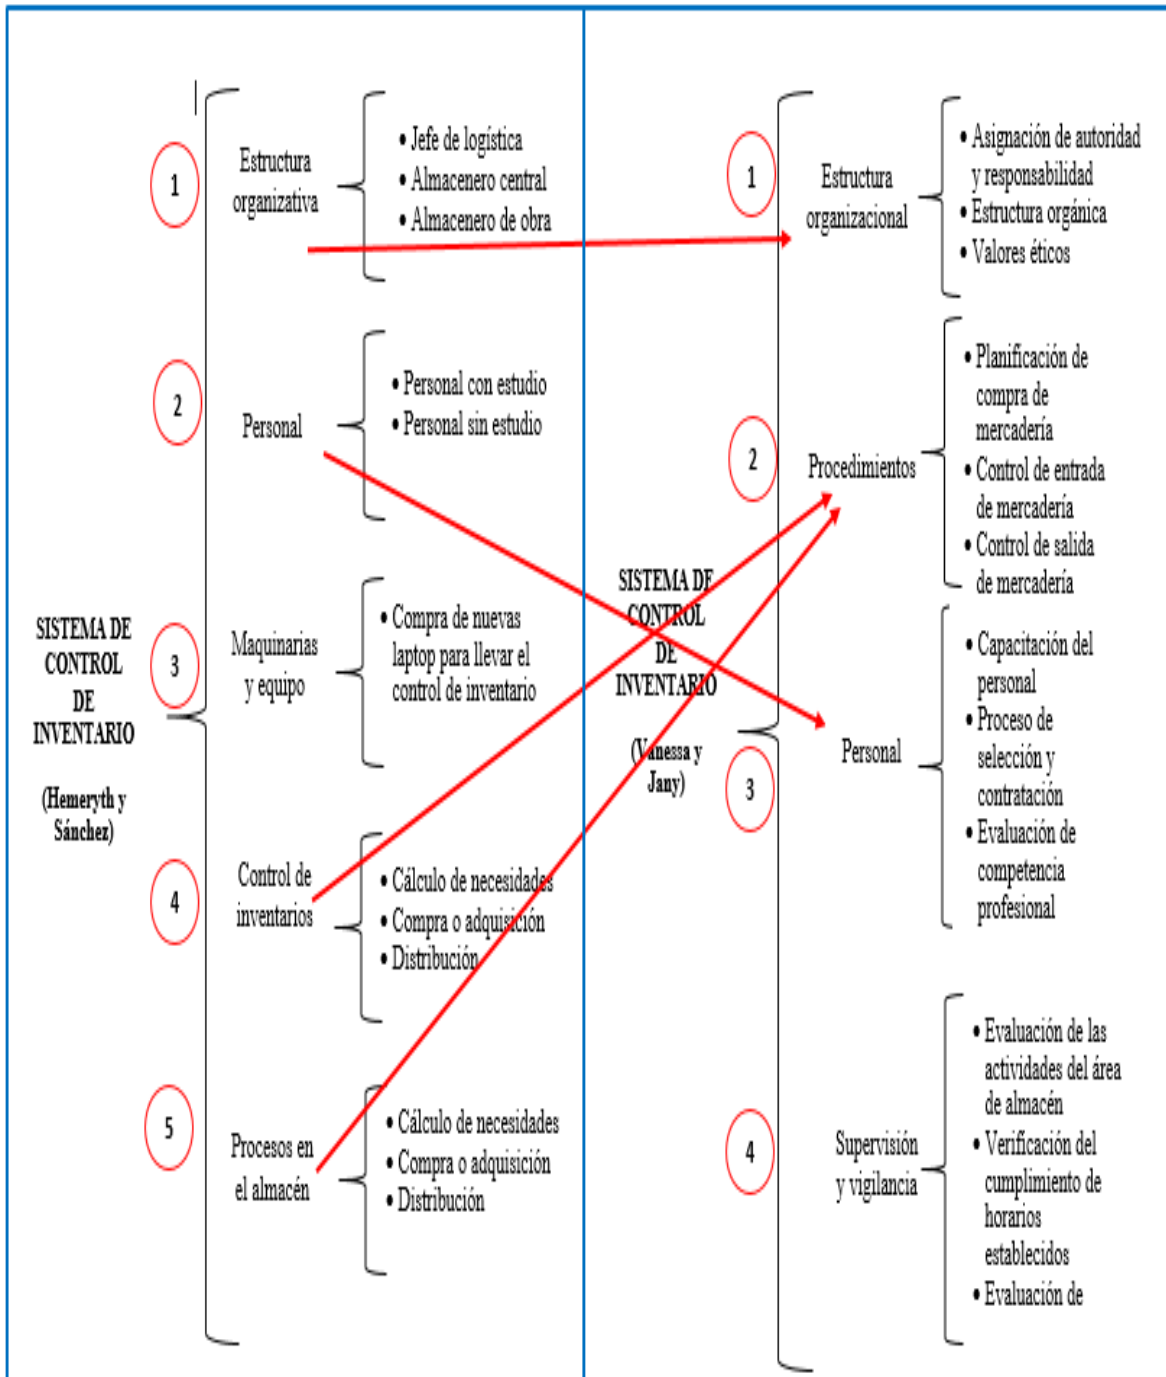 SISTEMA DE
CONTROL
DE
INVENTARIO
(Hemeryth y
Sánchez)
1
Estructura
organizativa
• Jefe de logística
• Almacenero central
• Almacenero de obra
2
Personal
• Personal con estudio
• Personal sin estudio
3
Maquinarias
y equipo
• Compra de nuevas
laptop para llevar el
control de inventario
4
Control de
inventarios
• Cálculo de necesidades
• Compra o adquisición
• Distribución
5
Procesos en
el almacén
• Cálculo de necesidades
• Compra o adquisición
• Distribución
SISTEMA DE
CONTROL
DE
INVENTARIO
(Vanessa y
Jany)
1
Estructura
organizacional
• Asignación de autoridad
y responsabilidad
• Estructura orgánica
• Valores éticos
2
Procedimientos
• Planificación de
compra de
mercadería
• Control de entrada
de mercadería
• Control de salida
de mercadería
3
Personal
• Capacitación del
personal
• Proceso de
selección y
contratación
• Evaluación de
competencia
profesional
4
Supervisión
y vigilancia
• Evaluación de las
actividades del área
de almacén
• Verificación del
cumplimiento de
horarios
establecidos
• Evaluación de